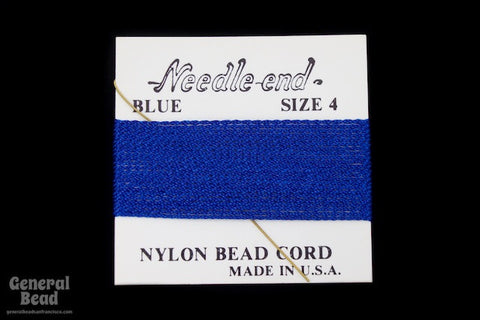 Needle-end
BLUE SIZE 4
NYLON BEAD CORD
MADE IN U.S.A.
General
Bead
generalbeadsanfrancisco.com